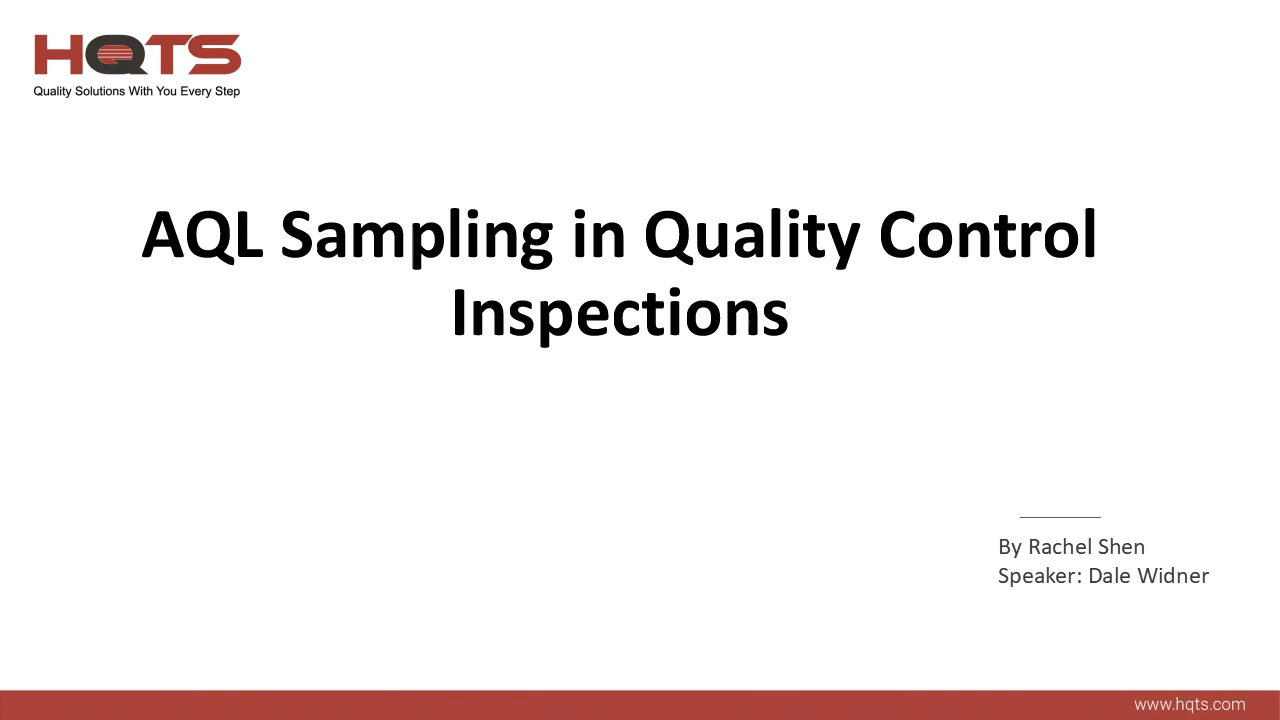 HQTS
Quality Solutions With You Every Step
AQL Sampling in Quality Control
Inspections
By Rachel Shen
Speaker: Dale Widner
www.hqts.com